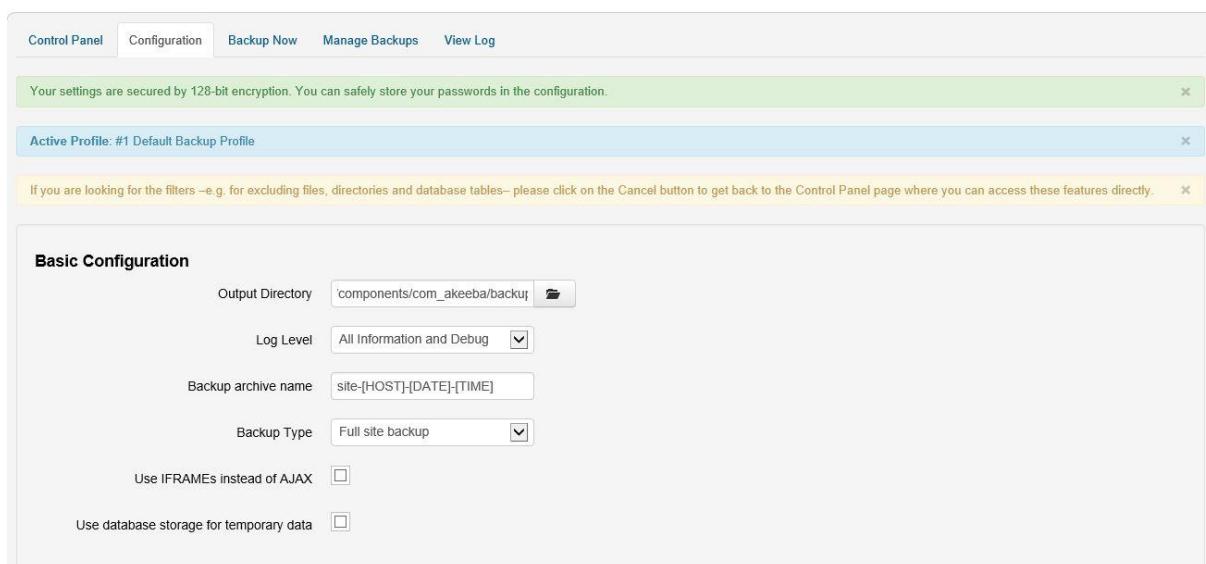 Control Panel Configuration Backup Now Manage Backups View Log
Your settings are secured by 128-bit encryption. You can safely store your passwords in the configuration. ×
Active Profile: #1 Default Backup Profile ×
If you are looking for the filters –e.g. for excluding files, directories and database tables– please click on the Cancel button to get back to the Control Panel page where you can access these features directly. ×
Basic Configuration
Output Directory components/com_akeeba/backup
Log Level All Information and Debug
Backup archive name site-[HOST]-[DATE]-[TIME]
Backup Type Full site backup
Use IFRAMEs instead of AJAX
Use database storage for temporary data